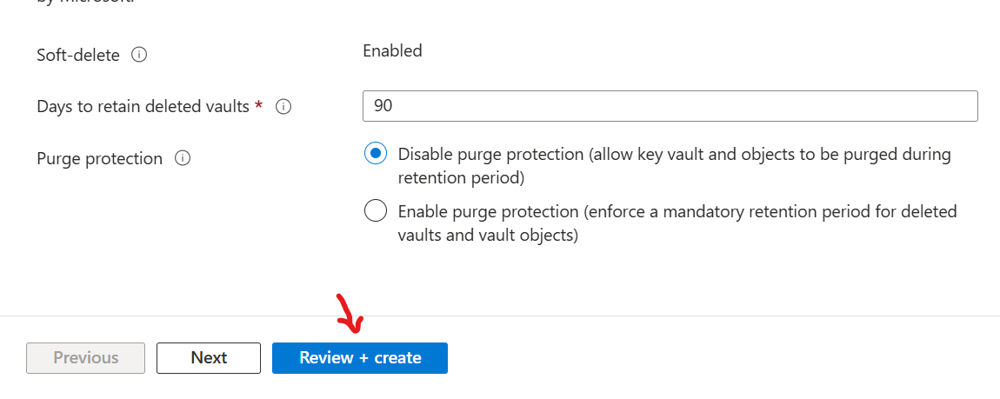 by Microsoft.
Soft-delete
Enabled
Days to retain deleted vaults *
90
Purge protection
Disable purge protection (allow key vault and objects to be purged during
retention period)
Enable purge protection (enforce a mandatory retention period for deleted
vaults and vault objects)
Previous
Next
Review + create